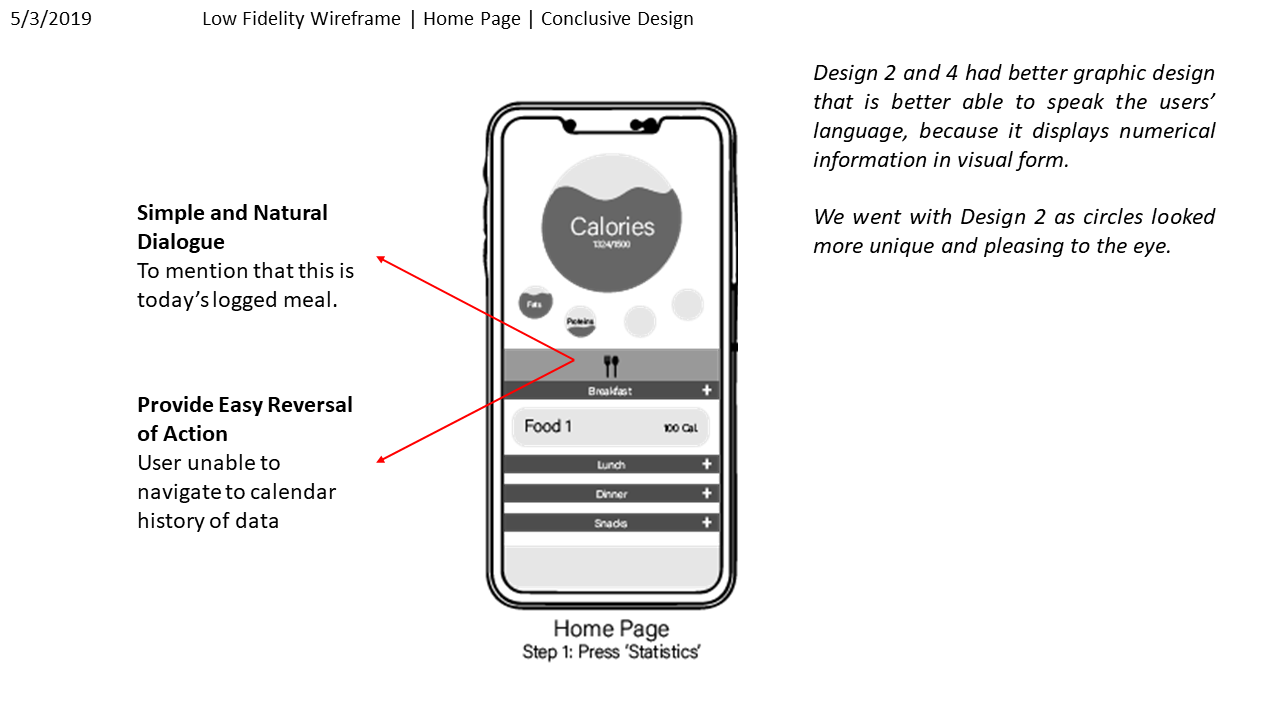 5/3/2019
Low Fidelity Wireframe | Home Page | Conclusive Design
Design 2 and 4 had better graphic design
that is better able to speak the users’
language, because it displays numerical
information in visual form.
We went with Design 2 as circles looked
more unique and pleasing to the eye.
Simple and Natural
Dialogue
To mention that this is
today’s logged meal.
Provide Easy Reversal
of Action
User unable to
navigate to calendar
history of data
Calories
1324/1500
Fats
Proteins
Breakfast +
Food 1 100 Cal.
Lunch +
Dinner +
Snacks +
Home Page
Step 1: Press ‘Statistics’